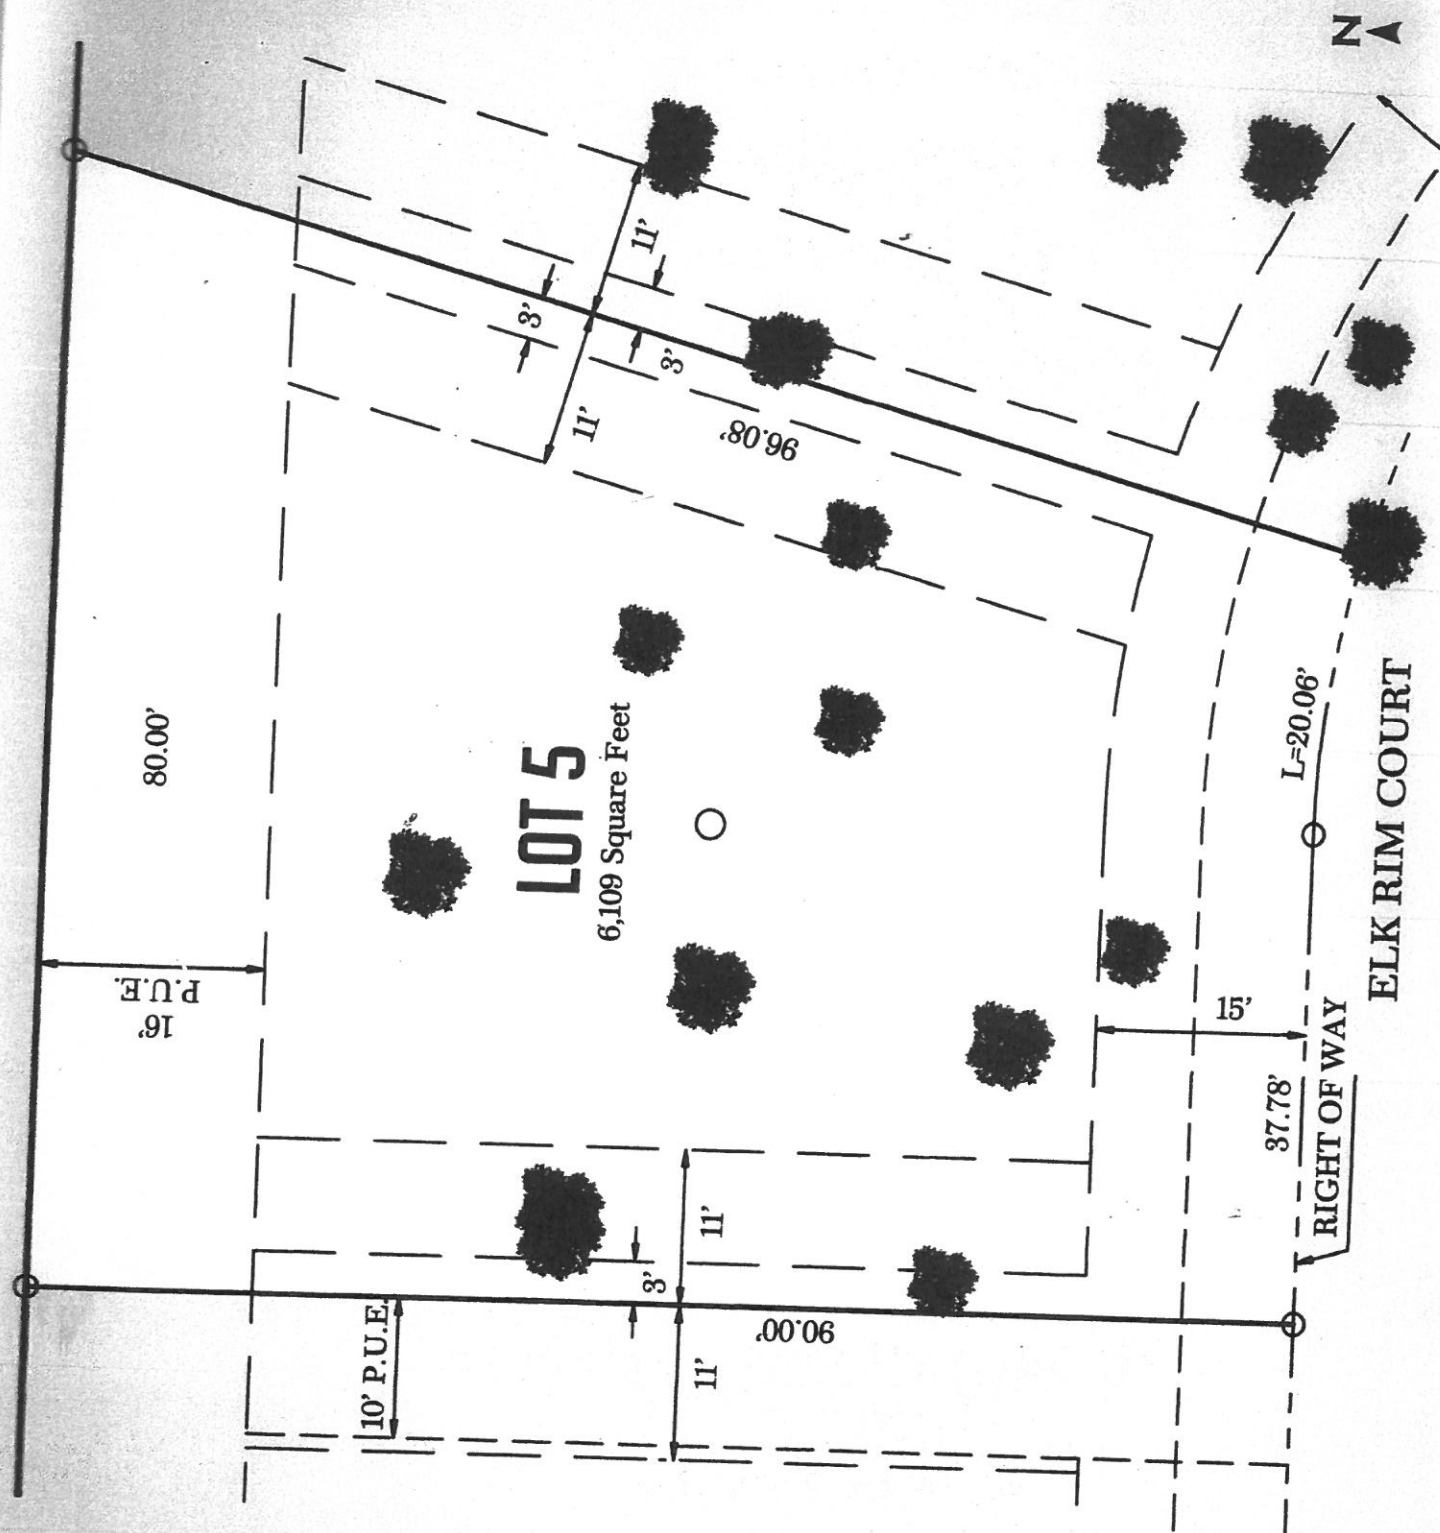 N
11'
3'
3'
11'
96.08'
80.00'
LOT 5
6,109 Square Feet
L=20.06'
ELK RIM COURT
16'
P.U.E.
15'
37.78'
RIGHT OF WAY
11'
3'
90.00'
10' P.U.E.
11'